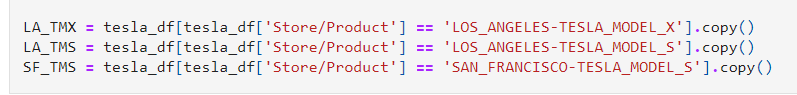 LA_TMX = tesla_df[tesla_df['Store/Product'] == 'LOS_ANGELES-TESLA_MODEL_X'].copy()
LA_TMS = tesla_df[tesla_df['Store/Product'] == 'LOS_ANGELES-TESLA_MODEL_S'].copy()
SF_TMS = tesla_df[tesla_df['Store/Product'] == 'SAN_FRANCISCO-TESLA_MODEL_S'].copy()